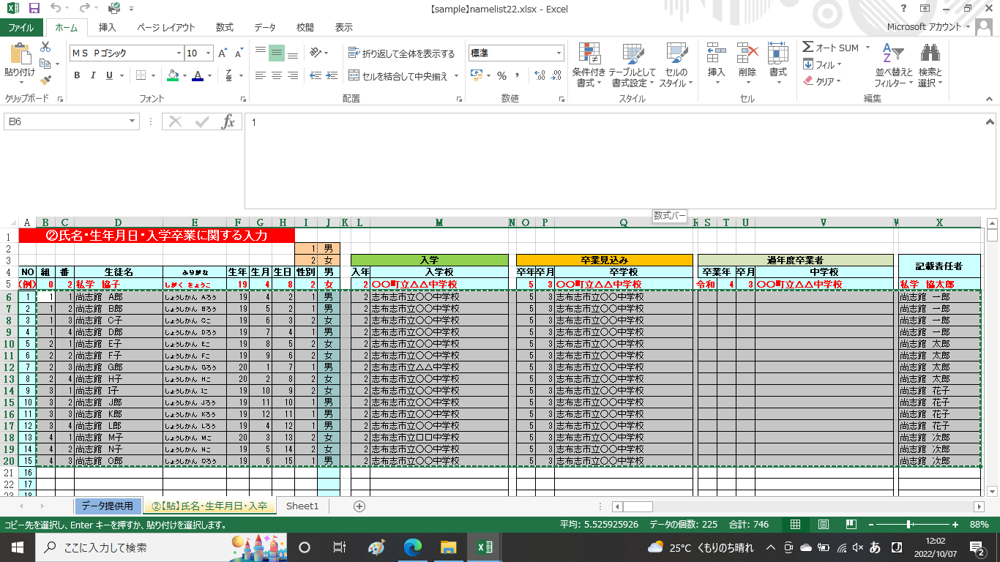 【sample】namelist22.xlsx - Excel
ファイル ホーム 挿入 ページ レイアウト 数式 データ 校閲 表示 Microsoft アカウント
貼り付け MS Pゴシック 10 折り返して全体を表示する 標準 条件付き書式 テーブルとして書式設定 セルのスタイル 挿入 削除 書式 オート SUM フィル クリア 並べ替えとフィルター 検索と選択
セルを結合して中央揃え
クリップボード フォント 配置 数値 スタイル セル 編集
B6 fx 1
数式バー
A B C D E F G H I J K L M N O P Q R S T U V W X
1 ②氏名・生年月日・入学卒業に関する入力
2 1 男
3 2 女 入学 卒業見込み 過年度卒業者 記載責任者
4 NO 組 番 生徒名 ふりがな 生年 生月 生日 性別 男 入年 入学校 卒年 卒月 卒学校 卒業年 卒月 中学校
5 (例) 0 2 私学 協子 しがく きょうこ 19 4 8 2 女 2 〇〇町立△△中学校 5 3 〇〇町立△△中学校 令和 4 3 〇〇町立△△中学校 私学 協太郎
6 1 1 1 尚志館 A郎 しょうしかん Aろう 19 4 2 1 男 2 志布志市立〇〇中学校 5 3 志布志市立〇〇中学校 尚志館 一郎
7 2 1 2 尚志館 B郎 しょうしかん Bろう 19 5 2 1 男 2 志布志市立〇〇中学校 5 3 志布志市立〇〇中学校 尚志館 一郎
8 3 1 3 尚志館 C子 しょうしかん Cこ 19 6 3 2 女 2 志布志市立〇〇中学校 5 3 志布志市立〇〇中学校 尚志館 一郎
9 4 1 4 尚志館 D郎 しょうしかん Dろう 19 7 4 1 男 2 志布志市立〇〇中学校 5 3 志布志市立〇〇中学校 尚志館 一郎
10 5 2 1 尚志館 E子 しょうしかん Eこ 19 8 5 2 女 2 志布志市立〇〇中学校 5 3 志布志市立〇〇中学校 尚志館 太郎
11 6 2 2 尚志館 F子 しょうしかん Fこ 19 9 6 2 女 2 志布志市立〇〇中学校 5 3 志布志市立〇〇中学校 尚志館 太郎
12 7 2 3 尚志館 G郎 しょうしかん Gろう 20 1 7 1 男 2 志布志市立△△中学校 5 3 志布志市立〇〇中学校 尚志館 太郎
13 8 2 4 尚志館 H子 しょうしかん Hこ 20 2 8 2 女 2 志布志市立〇〇中学校 5 3 志布志市立〇〇中学校 尚志館 太郎
14 9 3 1 尚志館 I子 しょうしかん Iこ 19 10 9 2 女 2 志布志市立〇〇中学校 5 3 志布志市立〇〇中学校 尚志館 花子
15 10 3 2 尚志館 J郎 しょうしかん Jろう 19 11 10 1 男 2 志布志市立〇〇中学校 5 3 志布志市立〇〇中学校 尚志館 花子
16 11 3 3 尚志館 K郎 しょうしかん Kろう 19 12 11 1 男 2 志布志市立〇〇中学校 5 3 志布志市立〇〇中学校 尚志館 花子
17 12 3 4 尚志館 L郎 しょうしかん Lろう 19 4 12 1 男 2 志布志市立〇〇中学校 5 3 志布志市立〇〇中学校 尚志館 花子
18 13 4 1 尚志館 M子 しょうしかん Mこ 20 3 13 2 女 2 志布志市立□□中学校 5 3 志布志市立〇〇中学校 尚志館 次郎
19 14 4 2 尚志館 N子 しょうしかん Nこ 19 5 14 2 女 2 志布志市立〇〇中学校 5 3 志布志市立〇〇中学校 尚志館 次郎
20 15 4 3 尚志館 O郎 しょうしかん Oろう 19 6 15 1 男 2 志布志市立〇〇中学校 5 3 志布志市立〇〇中学校 尚志館 次郎
21 16
22 17
23 18
データ提供用 ②【貼】氏名・生年月日・入卒 Sheet1
コピー先を選択し、Enter キーを押すか、貼り付けを選択します。 平均: 5.525925926 データの個数: 225 合計: 746 88%
ここに入力して検索 25°C くもりのち晴れ あ 12:02
2022/10/07 2